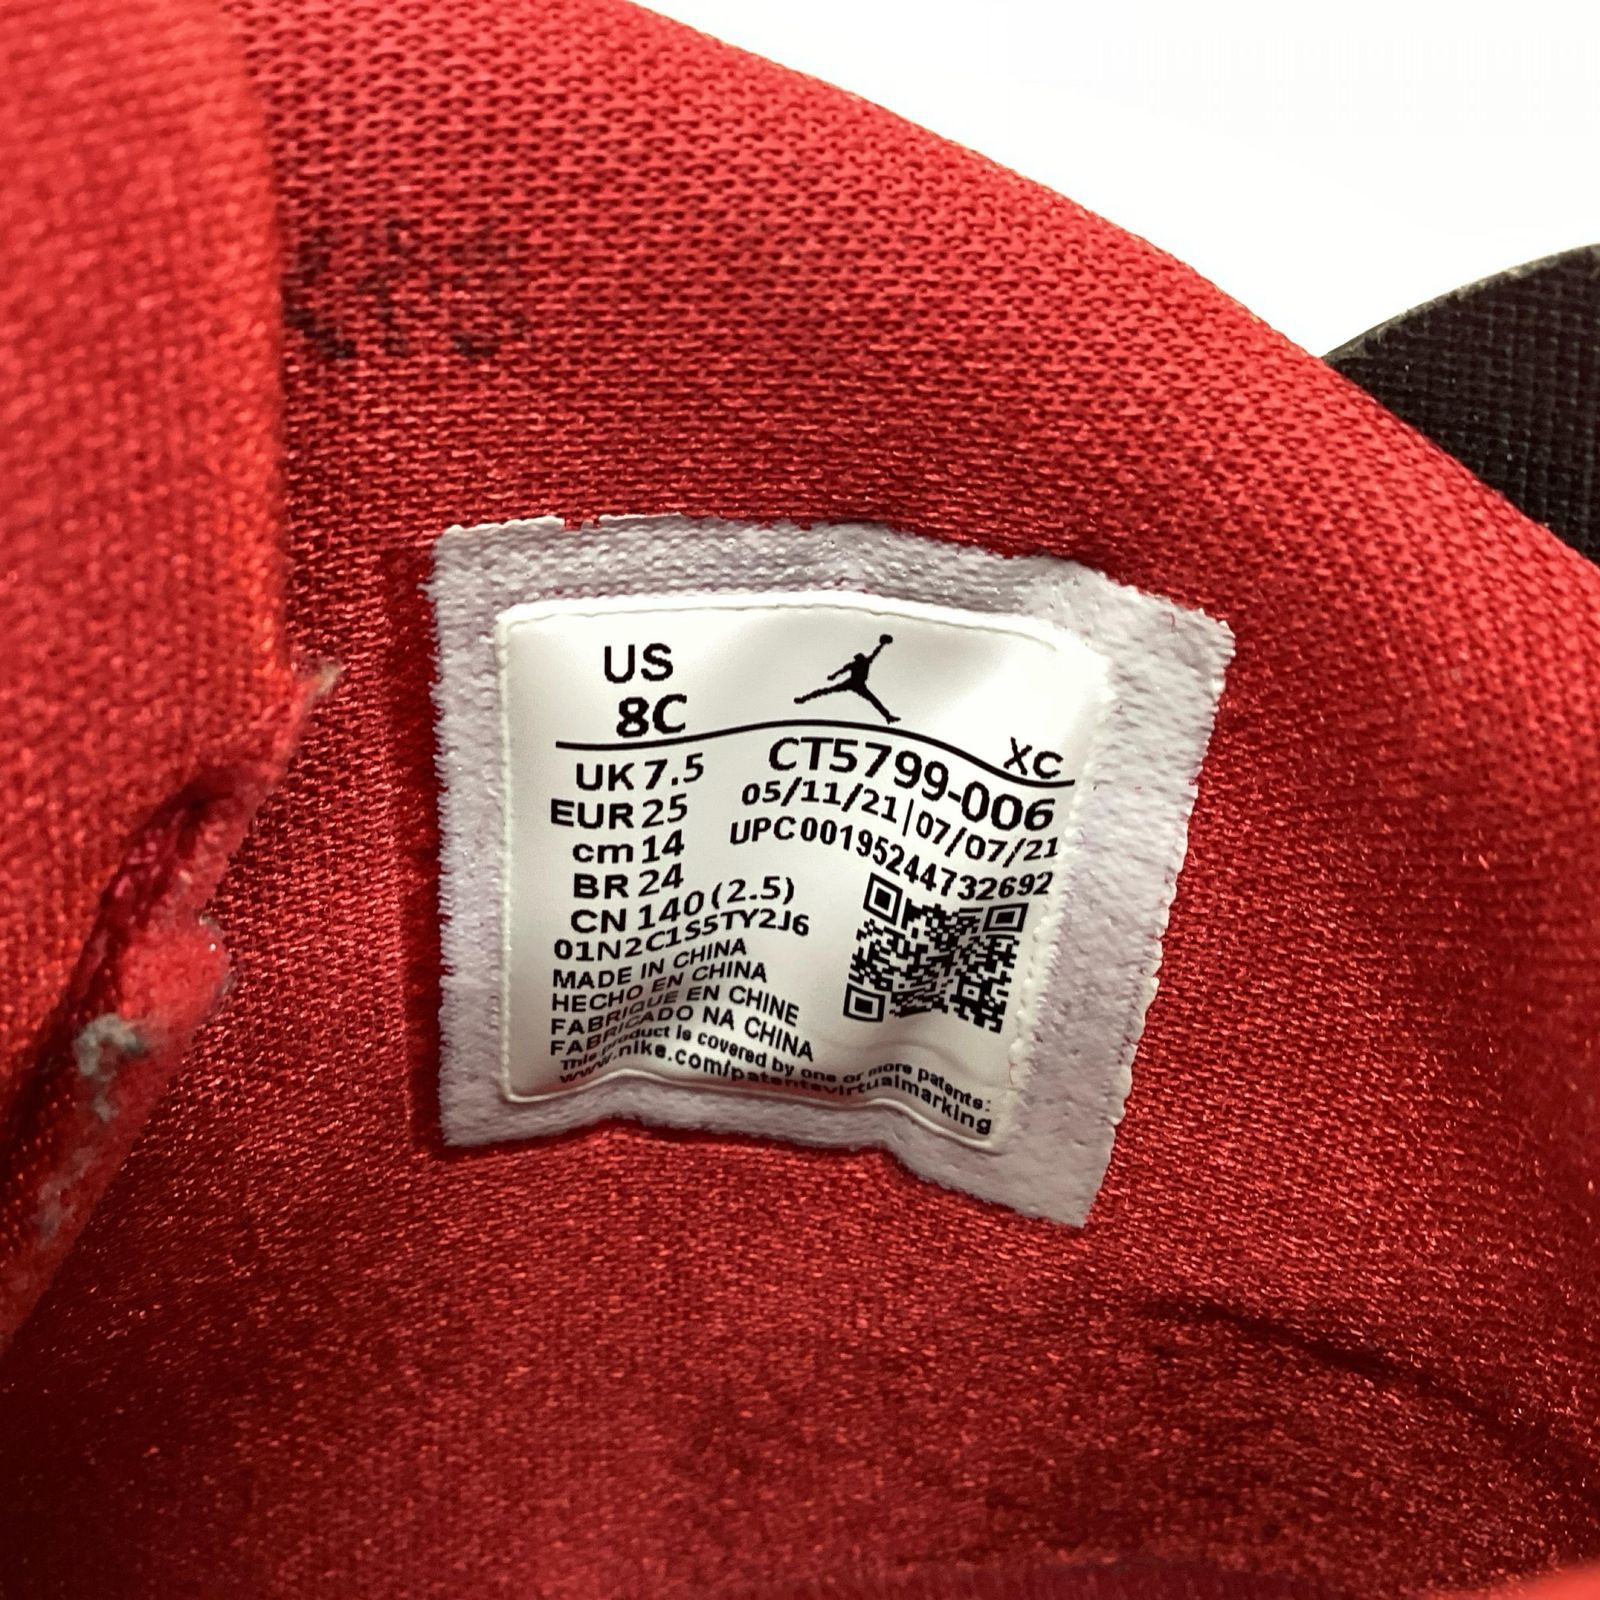 US
8C
XC
UK 7.5
EUR 25
cm 14
BR 24
CN 140 (2.5)
CT5799-006
05/11/21|07/07/21
UPC00195244732692
01N2C1S5TY2J6
MADE IN CHINA
HECHO EN CHINA
FABRIQUE EN CHINE
FABRICADO NA CHINA
This product is covered by one or more patents:
www.nike.com/patentsvirtualmarking